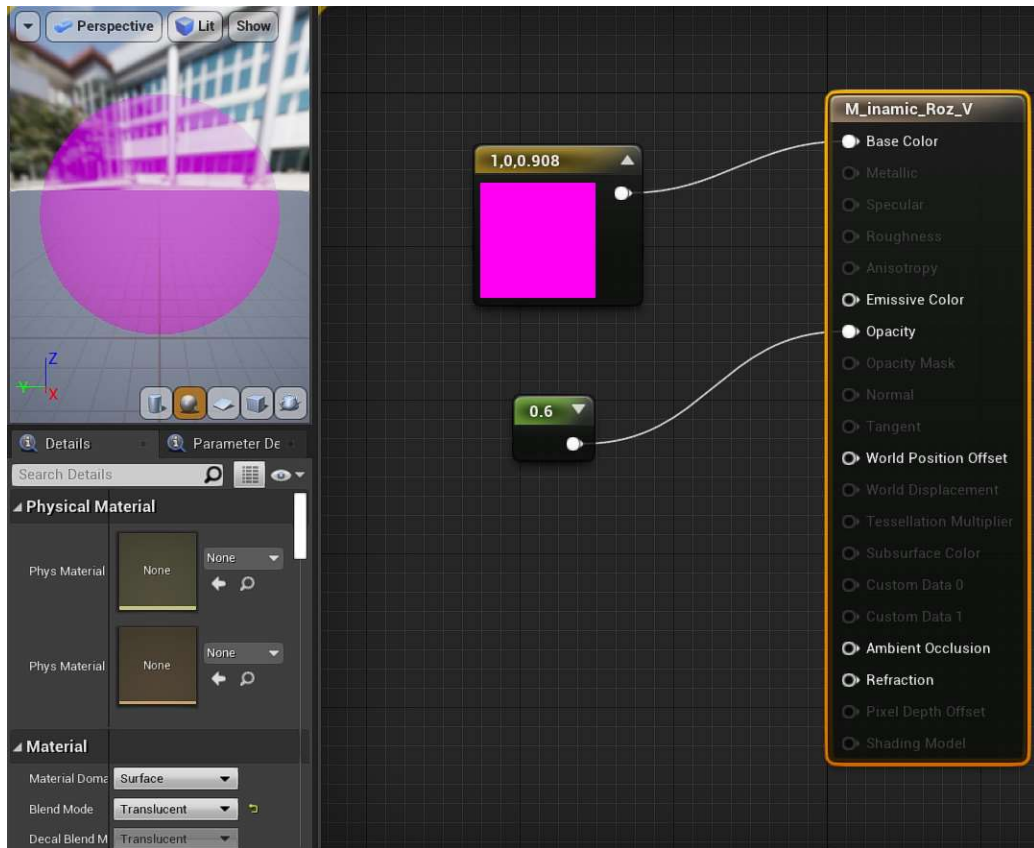 Perspective
Lit
Show
Z
Y
X
Details
Parameter De
Search Details
Physical Material
Phys Material
None
None
Phys Material
None
None
Material
Material Doma
Surface
Blend Mode
Translucent
Decal Blend M
Translucent
1,0,0.908
0.6
M_inamic_Roz_V
Base Color
Metallic
Specular
Roughness
Anisotropy
Emissive Color
Opacity
Opacity Mask
Normal
Tangent
World Position Offset
World Displacement
Tessellation Multiplier
Subsurface Color
Custom Data 0
Custom Data 1
Ambient Occlusion
Refraction
Pixel Depth Offset
Shading Model